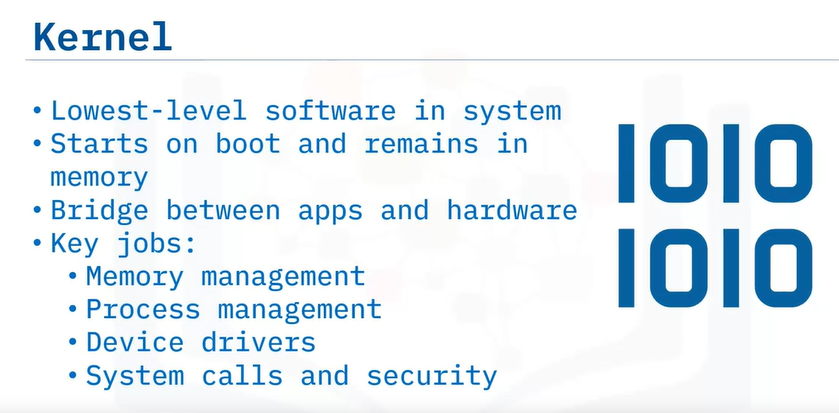 Kernel
• Lowest-level software in system
• Starts on boot and remains in
memory
• Bridge between apps and hardware
• Key jobs:
• Memory management
• Process management
• Device drivers
• System calls and security
1010
1010